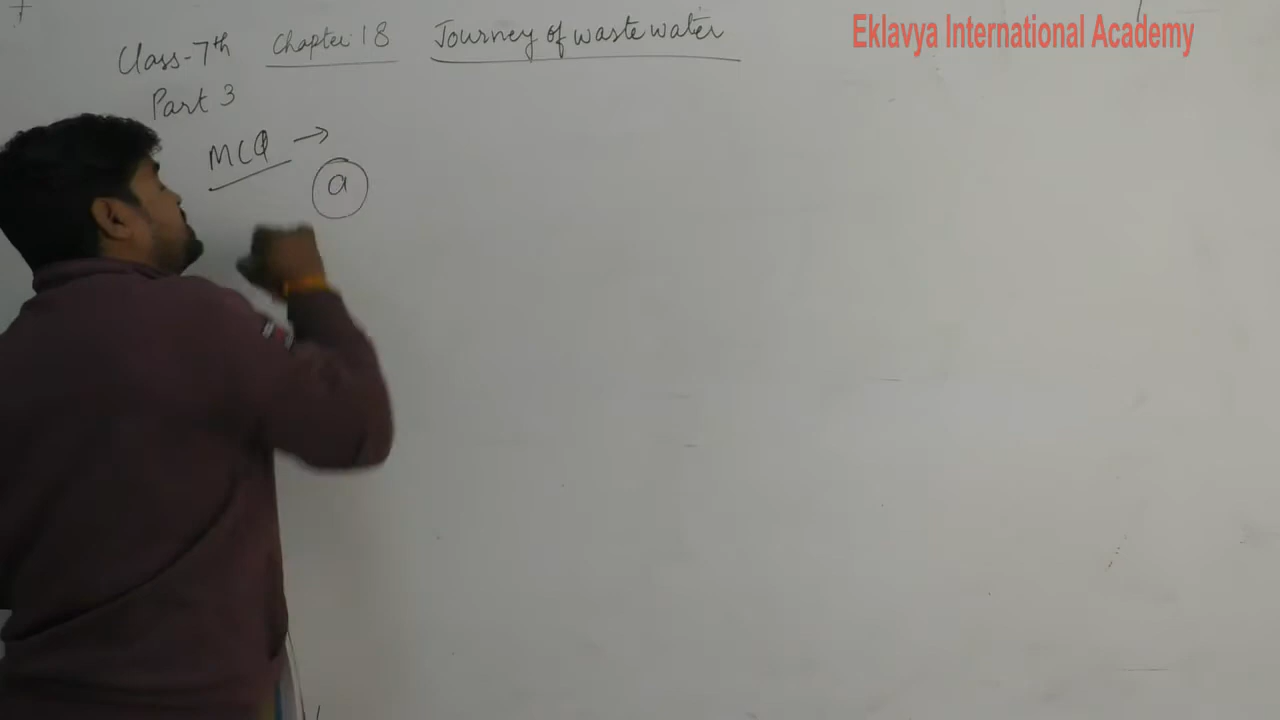 Class-7th Chapter 18 Journey of waste water
Eklavya International Academy
Part 3
MCQ →
a